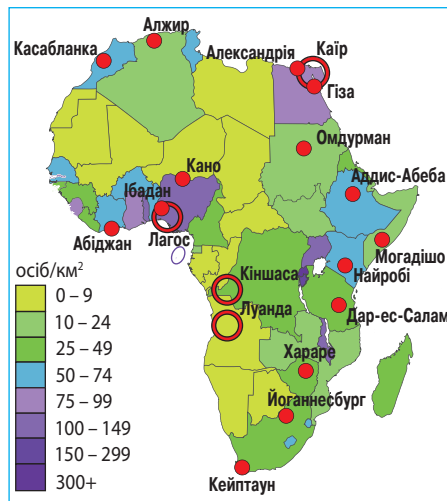 Алжир
Касабланка
Александрія
Каїр
Гіза
Омдурман
Кано
Аддис-Абеба
Ібадан
Абіджан
Лагос
Могадішо
Найробі
Кіншаса
Луанда
Дар-ес-Салам
Хараре
Йоганнесбург
Кейптаун
осіб/км²
0 – 9
10 – 24
25 – 49
50 – 74
75 – 99
100 – 149
150 – 299
300+